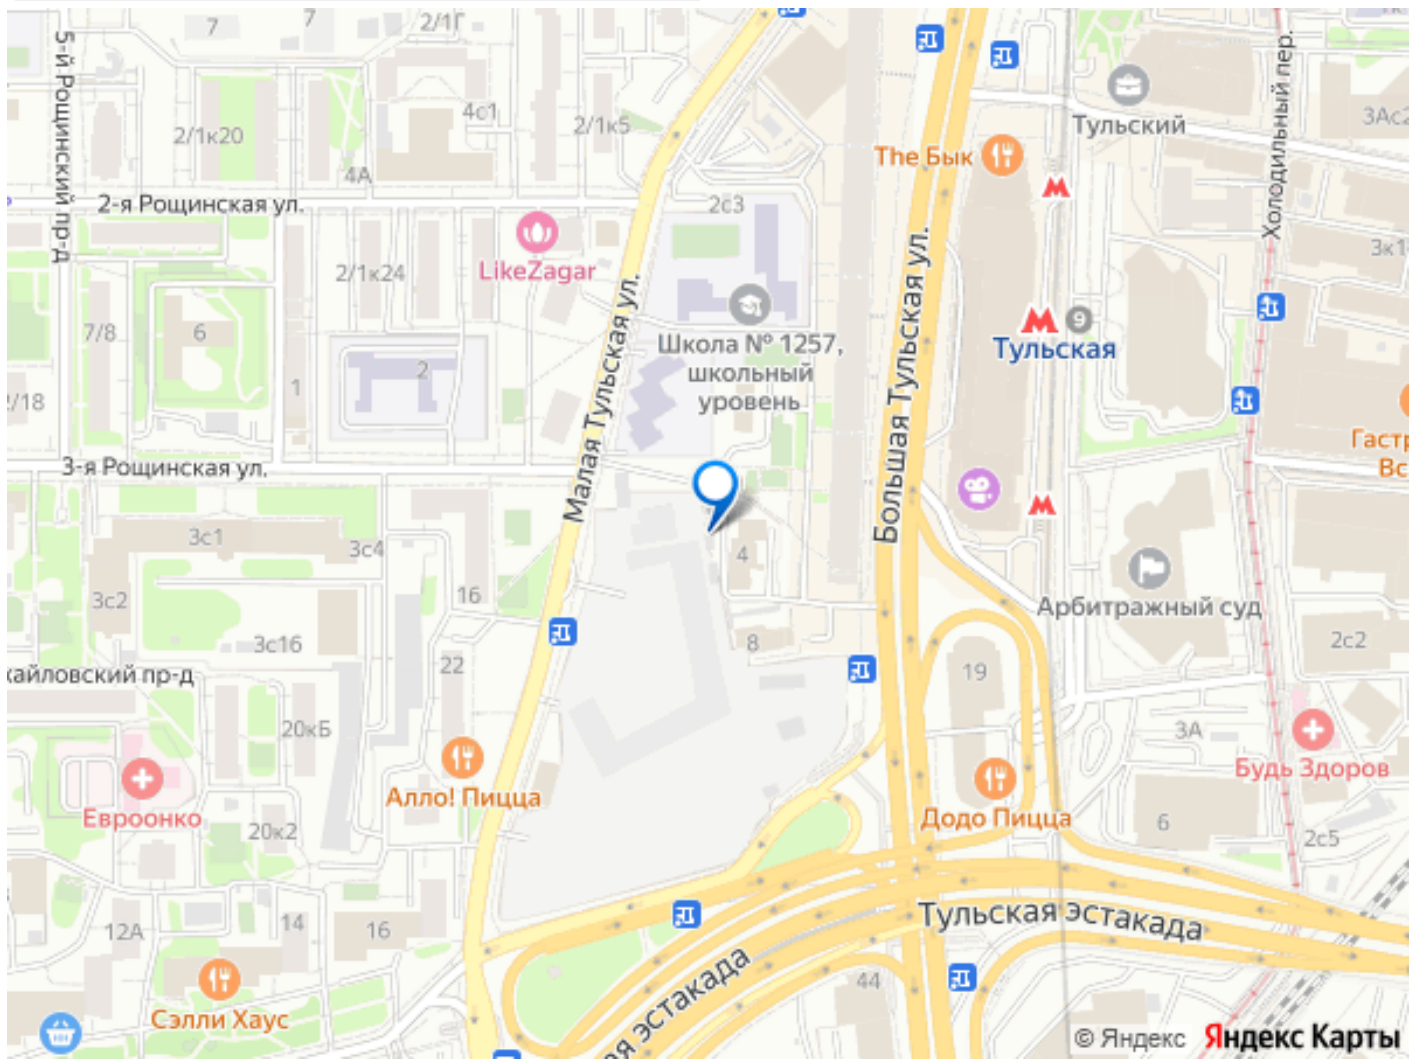 7
7
2/1Г
5-й Рощинский пр-д
2/1к20
4с1
2/1к5
4А
2-я Рощинская ул.
2с3
The Бык
Тульский
Холодильный пер.
3Ас2
LikeZagar
2/1к24
3к1
7/8
6
2
1
Малая Тульская ул.
Школа № 1257,
школьный
уровень
Большая Тульская ул.
Тульская
9
2/18
3-я Рощинская ул.
Гастр
Вс
3с1
3с4
3с2
16
4
Арбитражный суд
3с16
8
2с2
хайловский пр-д
22
19
20кБ
3А
Будь Здоров
Алло! Пицца
Евроонко
20к2
Додо Пицца
6
2с5
12А
14
16
Тульская эстакада
ая эстакада
44
Сэлли Хаус
© Яндекс Яндекс Карты